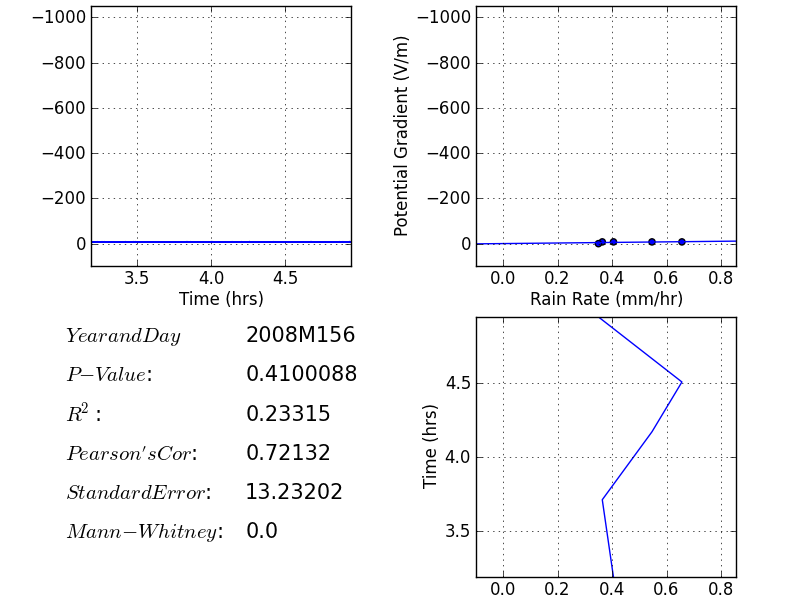 −1000
−800
−600
−400
−200
0
3.5 4.0 4.5
Time (hrs)
Potential Gradient (V/m)
−1000
−800
−600
−400
−200
0
0.0 0.2 0.4 0.6 0.8
Rain Rate (mm/hr)
YearandDay 2008M156
P−Value: 0.4100088
R²: 0.23315
Pearson'sCor: 0.72132
StandardError: 13.23202
Mann−Whitney: 0.0
Time (hrs)
4.5
4.0
3.5
0.0 0.2 0.4 0.6 0.8